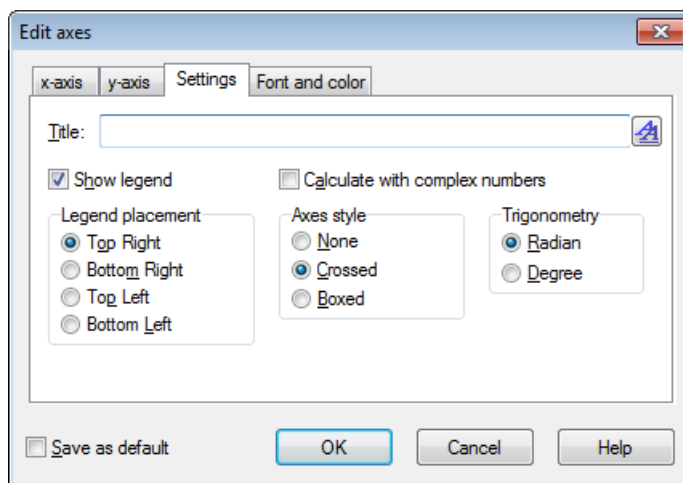 Edit axes
x-axis y-axis Settings Font and color
Title:
Show legend Calculate with complex numbers
Legend placement Axes style Trigonometry
Top Right None Radian
Bottom Right Crossed Degree
Top Left Boxed
Bottom Left
Save as default OK Cancel Help